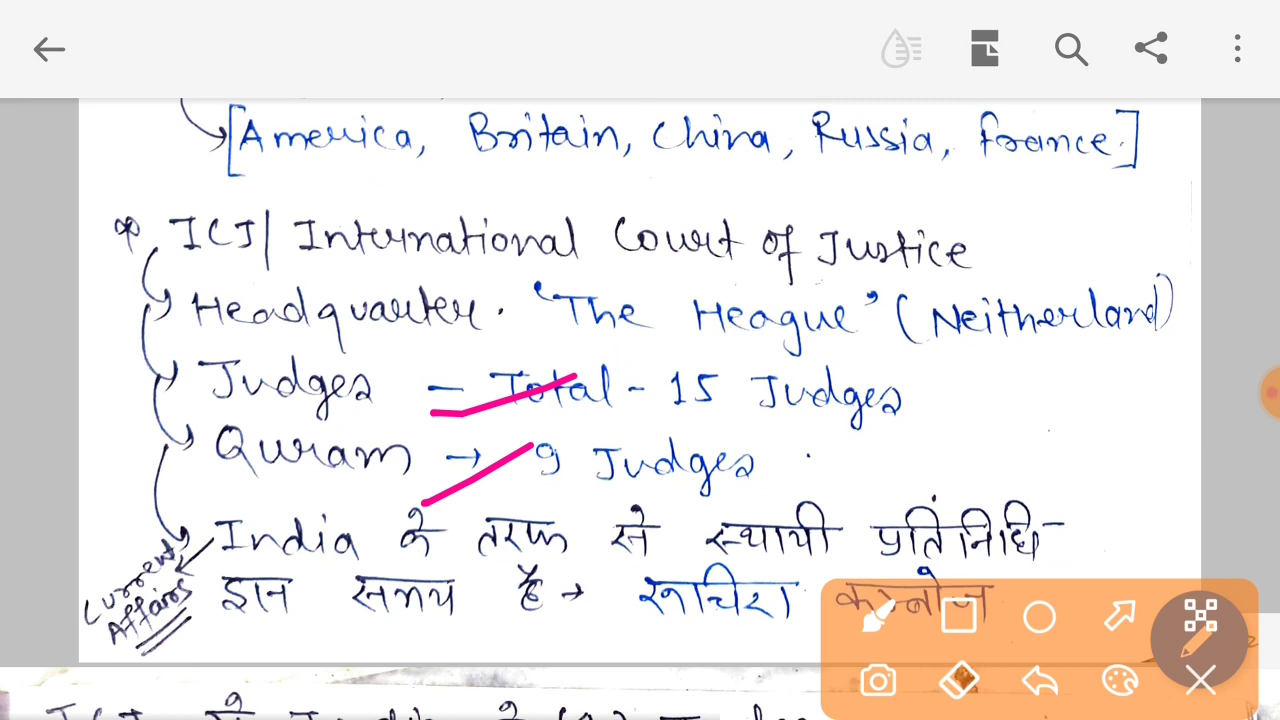 [America, Britain, China, Russia, France.]
* ICJ| International Court of Justice
Headquarter. 'The Heague' (Neitherland)
Judges = Total - 15 Judges
Quram → 9 Judges
India के तरफ से स्थायी प्रतिनिधि -
इस समय है → रूचिरा कम्बोज
Current Affairs